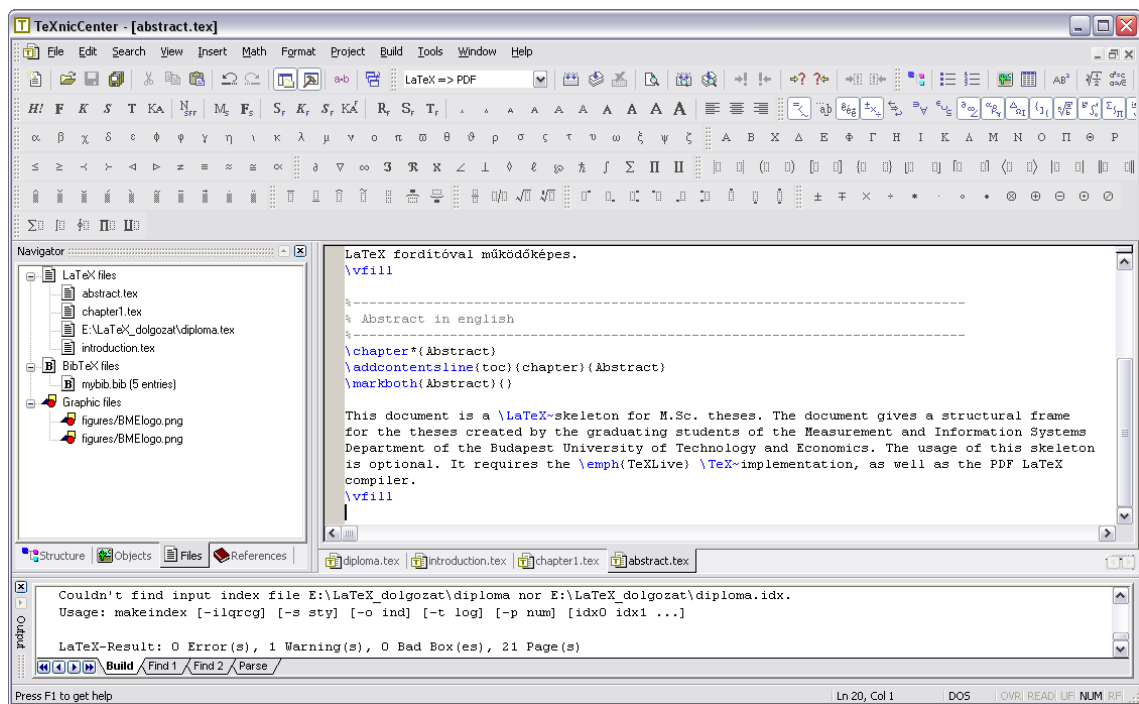 TeXnicCenter - [abstract.tex]
File Edit Search View Insert Math Format Project Build Tools Window Help
LaTeX => PDF
Navigator
LaTeX files
abstract.tex
chapter1.tex
E:\LaTeX_dolgozat\diploma.tex
introduction.tex
BibTeX files
mybib.bib (5 entries)
Graphic files
figures/BMElogo.png
figures/BMElogo.png
Structure Objects Files References
LaTeX fordítóval működőképes.
\vfill
%----------------------------------------------------------------------------
% Abstract in english
%----------------------------------------------------------------------------
\chapter*{Abstract}
\addcontentsline{toc}{chapter}{Abstract}
\markboth{Abstract}{}
This document is a \LaTeX~skeleton for M.Sc. theses. The document gives a structural frame
for the theses created by the graduating students of the Measurement and Information Systems
Department of the Budapest University of Technology and Economics. The usage of this skeleton
is optional. It requires the \emph{TeXLive} \TeX~implementation, as well as the PDF LaTeX
compiler.
\vfill
diploma.tex introduction.tex chapter1.tex abstract.tex
Output
Couldn't find input index file E:\LaTeX_dolgozat\diploma nor E:\LaTeX_dolgozat\diploma.idx.
Usage: makeindex [-ilqrcg] [-s sty] [-o ind] [-t log] [-p num] [idx0 idx1 ...]
LaTeX-Result: 0 Error(s), 1 Warning(s), 0 Bad Box(es), 21 Page(s)
Build Find 1 Find 2 Parse
Press F1 to get help Ln 20, Col 1 DOS OVR READ UF NUM RF